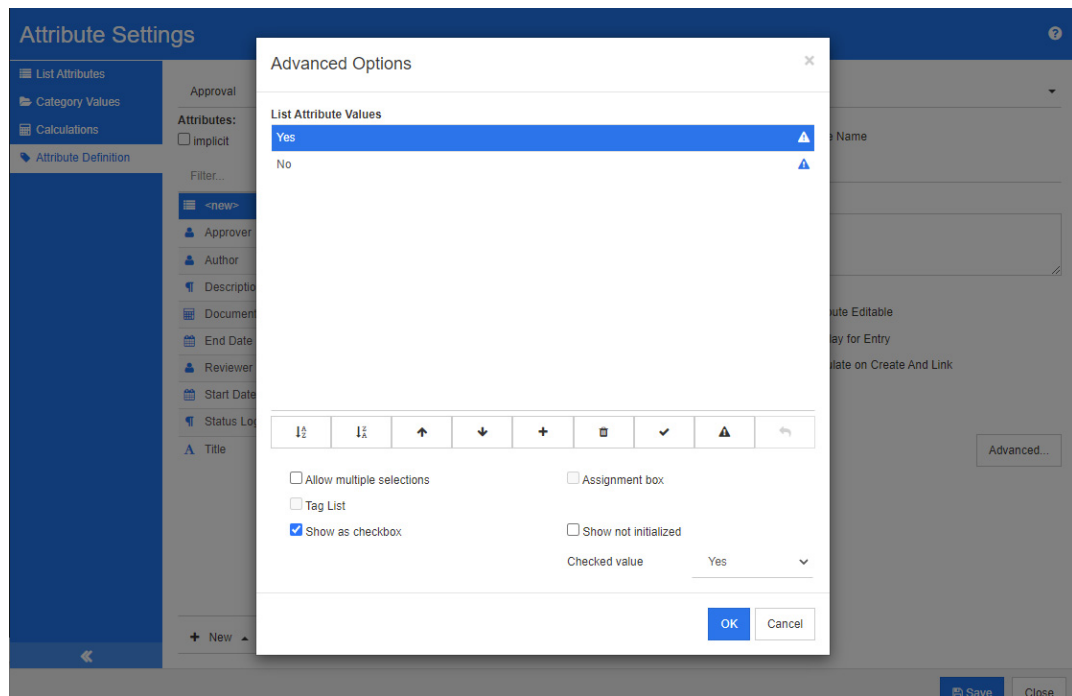 Attribute Settings
List Attributes
Category Values
Calculations
Attribute Definition
Approval
Attributes:
implicit
Filter...
<new>
Approver
Author
Descriptio
Document
End Date
Reviewer
Start Date
Status Log
Title
+ New
Advanced Options
×
List Attribute Values
Yes
No
Allow multiple selections
Assignment box
Tag List
Show as checkbox
Show not initialized
Checked value
Yes
OK
Cancel
e Name
ute Editable
lay for Entry
ulate on Create And Link
Advanced...
Save
Close